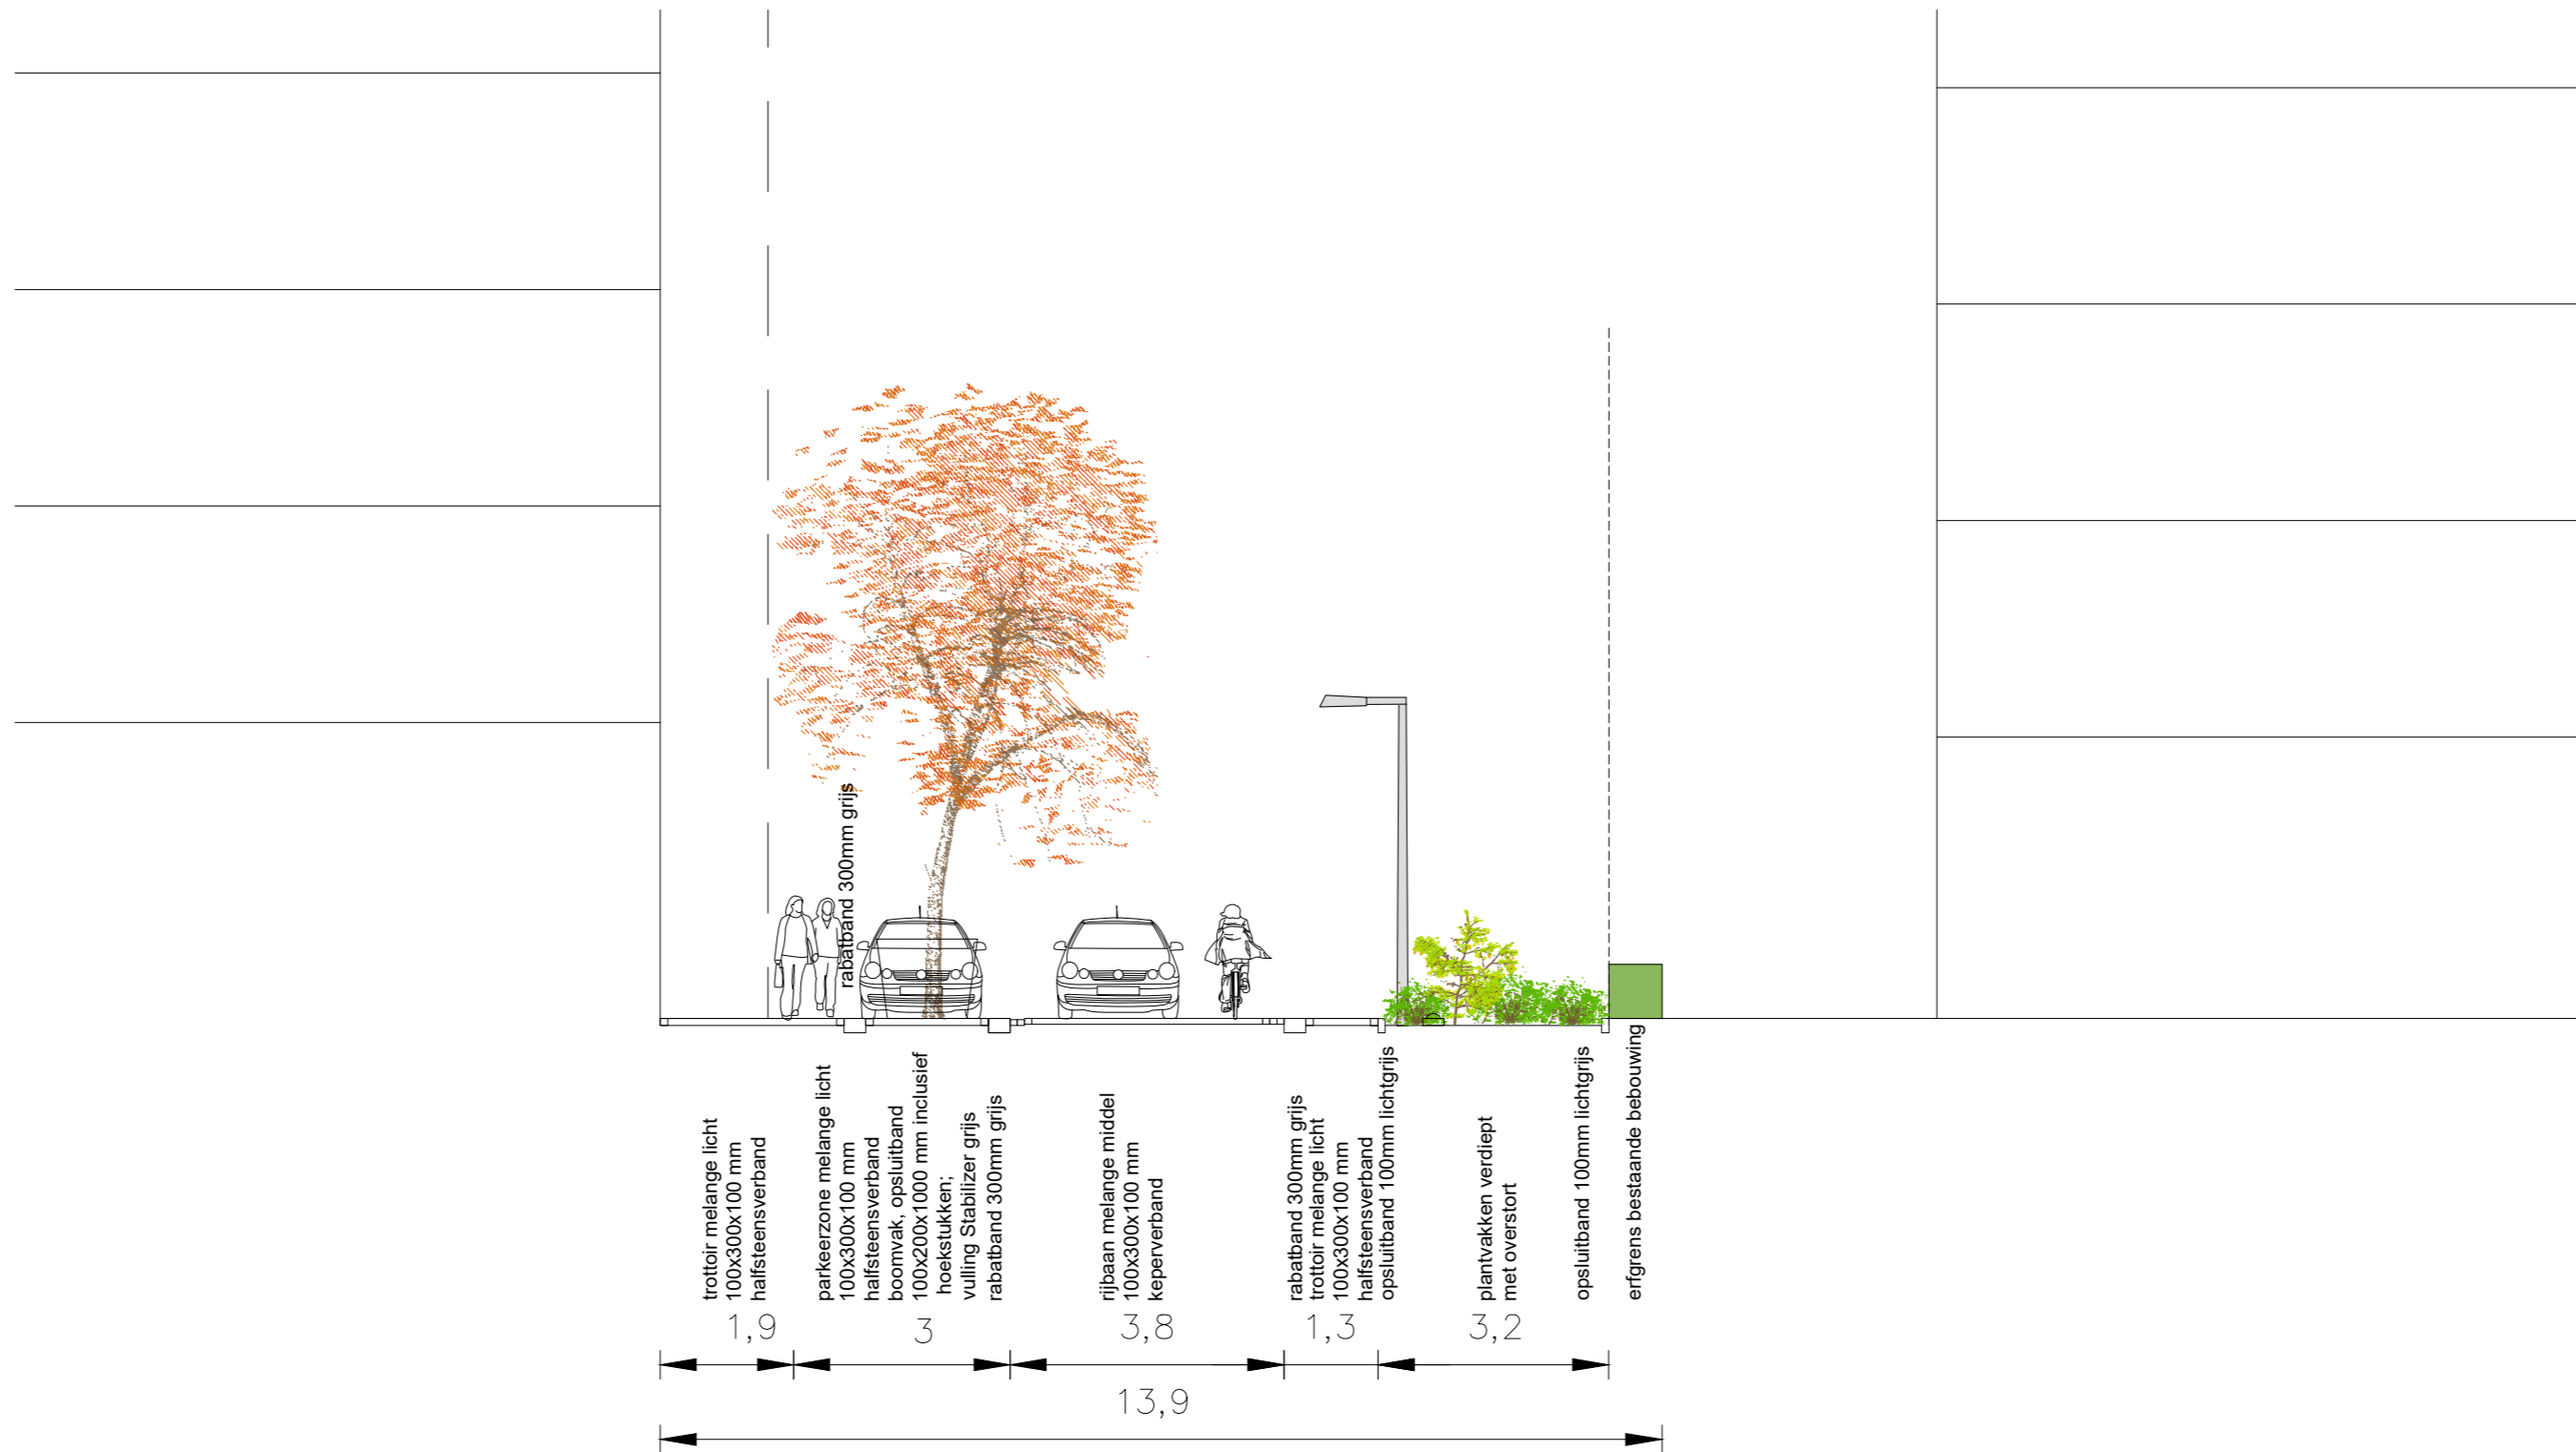 rabatband 300mm grijs
trottoir melange licht
100x300x100 mm
halfsteensverband
parkeerzone melange licht
100x300x100 mm
halfsteensverband
boomvak, opsluitband
100x200x1000 mm inclusief
hoekstukken;
vulling Stabilizer grijs
rabatband 300mm grijs
rijbaan melange middel
100x300x100 mm
keperverband
rabatband 300mm grijs
trottoir melange licht
100x300x100 mm
halfsteensverband
opsluitband 100mm lichtgrijs
plantvakken verdiept
met overstort
opsluitband 100mm lichtgrijs
erfgrens bestaande bebouwing
1,9
3
3,8
1,3
3,2
13,9